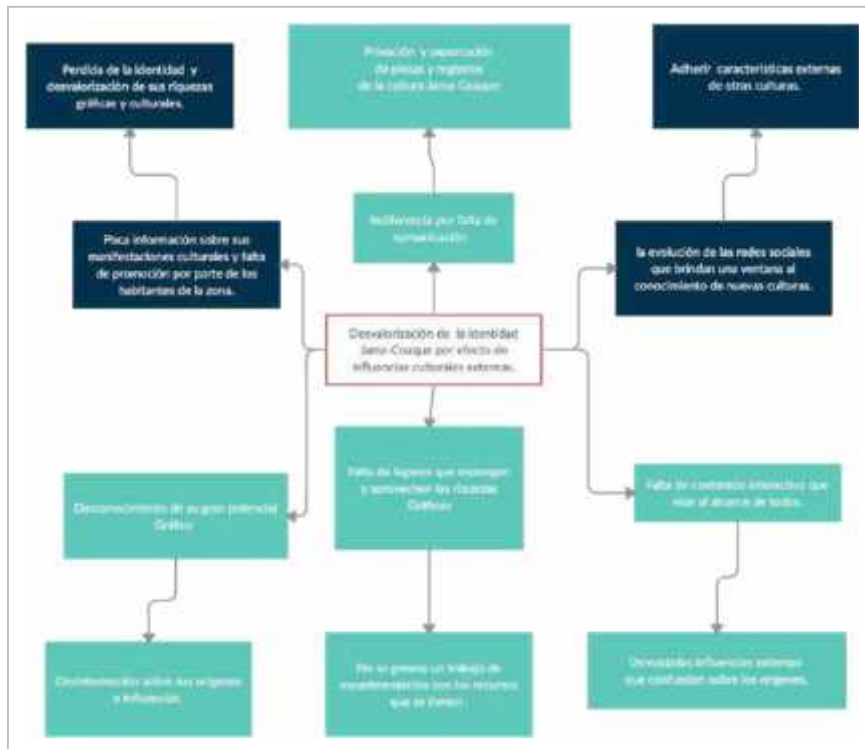 Perdida de la identidad y
desvalorización de sus riquezas
gráficas y culturales.
Privación y exportación
de piezas y registros
de la cultura Jama Coaque
Adherir características externas
de otras culturas.
Indiferencia por falta de
comunicación
Poca información sobre sus
manifestaciones culturales y falta
de promoción por parte de los
habitantes de la zona.
la evolución de las redes sociales
que brindan una ventana al
conocimiento de nuevas culturas.
Desvalorización de la identidad
Jama-Coaque por efecto de
influencias culturales externas.
Falta de lugares que expongan
y aprovechen las riquezas
Gráficas
Falta de contenido interactivo que
este al alcance de todos.
Desconocimiento de su gran potencial
Gráfico
Desinformación sobre sus orígenes
e influencias.
No se genera un trabajo de
experimentación con los recursos
que se tienen.
Demasiadas influencias externas
que confunden sobre los orígenes.